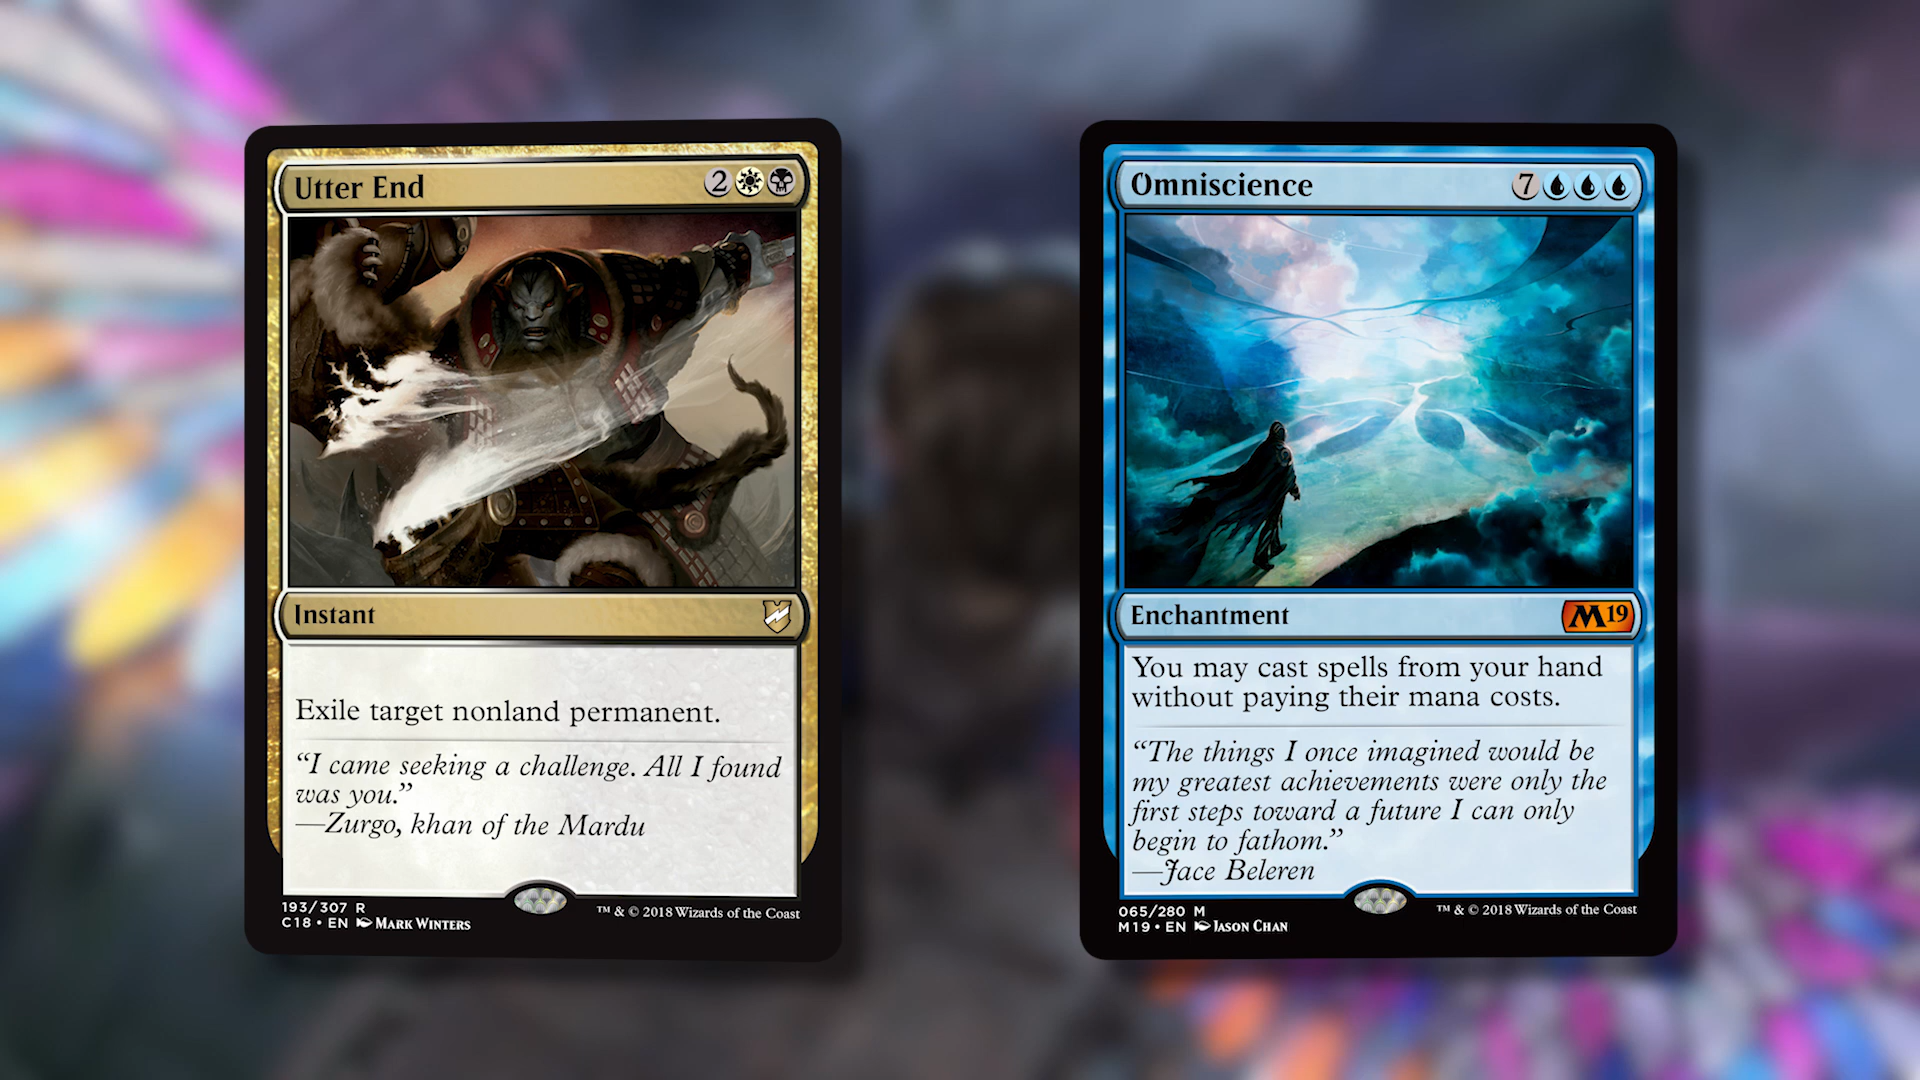 Utter End 2
Instant
Exile target nonland permanent.
“I came seeking a challenge. All I found
was you.”
—Zurgo, khan of the Mardu
193/307 R
C18 • EN MARK WINTERS
™ & © 2018 Wizards of the Coast
Omniscience 7
Enchantment M19
You may cast spells from your hand
without paying their mana costs.
“The things I once imagined would be
my greatest achievements were only the
first steps toward a future I can only
begin to fathom.”
—Jace Beleren
065/280 M
M19 • EN JASON CHAN
™ & © 2018 Wizards of the Coast